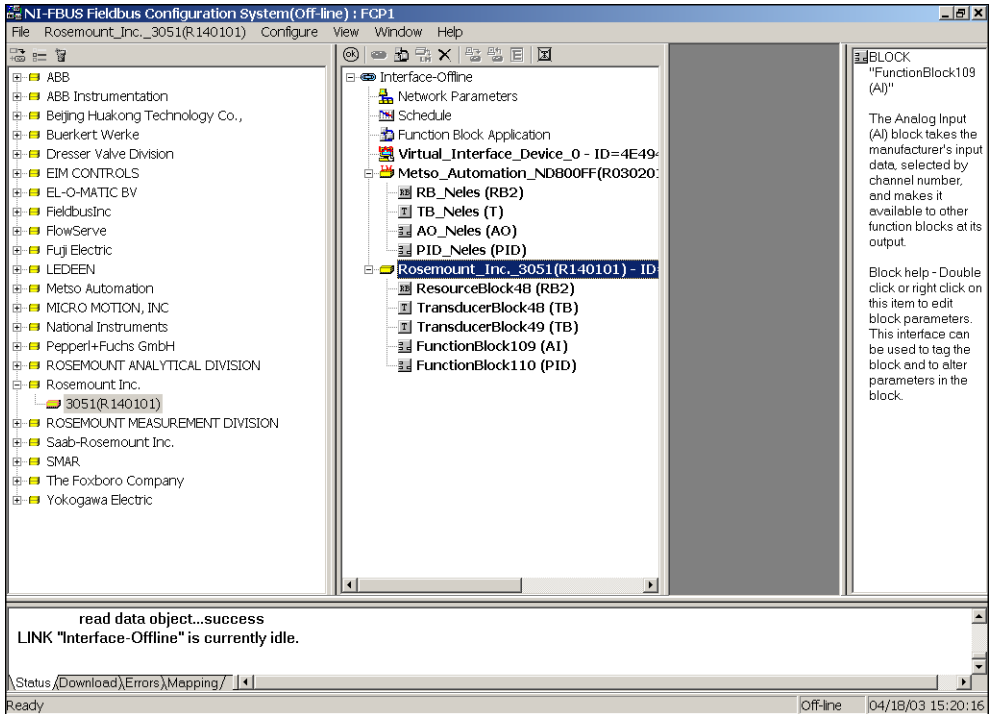 NI-FBUS Fieldbus Configuration System(Off-line) : FCP1
File Rosemount_Inc._3051(R140101) Configure View Window Help
ABB
ABB Instrumentation
Beijing Huakong Technology Co.,
Buerkert Werke
Dresser Valve Division
EIM CONTROLS
EL-O-MATIC BV
FieldbusInc
FlowServe
Fuji Electric
LEDEEN
Metso Automation
MICRO MOTION, INC
National Instruments
Pepperl+Fuchs GmbH
ROSEMOUNT ANALYTICAL DIVISION
Rosemount Inc.
3051(R140101)
ROSEMOUNT MEASUREMENT DIVISION
Saab-Rosemount Inc.
SMAR
The Foxboro Company
Yokogawa Electric
Interface-Offline
Network Parameters
Schedule
Function Block Application
Virtual_Interface_Device_0 - ID=4E494
Metso_Automation_ND800FF(R030201
RB_Neles (RB2)
TB_Neles (T)
AO_Neles (AO)
PID_Neles (PID)
Rosemount_Inc._3051(R140101) - ID=
ResourceBlock48 (RB2)
TransducerBlock48 (TB)
TransducerBlock49 (TB)
FunctionBlock109 (AI)
FunctionBlock110 (PID)
BLOCK
"FunctionBlock109
(AI)"
The Analog Input
(AI) block takes the
manufacturer's input
data, selected by
channel number,
and makes it
available to other
function blocks at its
output.
Block help - Double
click or right click on
this item to edit
block parameters.
This interface can
be used to tag the
block and to alter
parameters in the
block.
read data object...success
LINK "Interface-Offline" is currently idle.
Status Download Errors Mapping
Ready Off-line 04/18/03 15:20:16